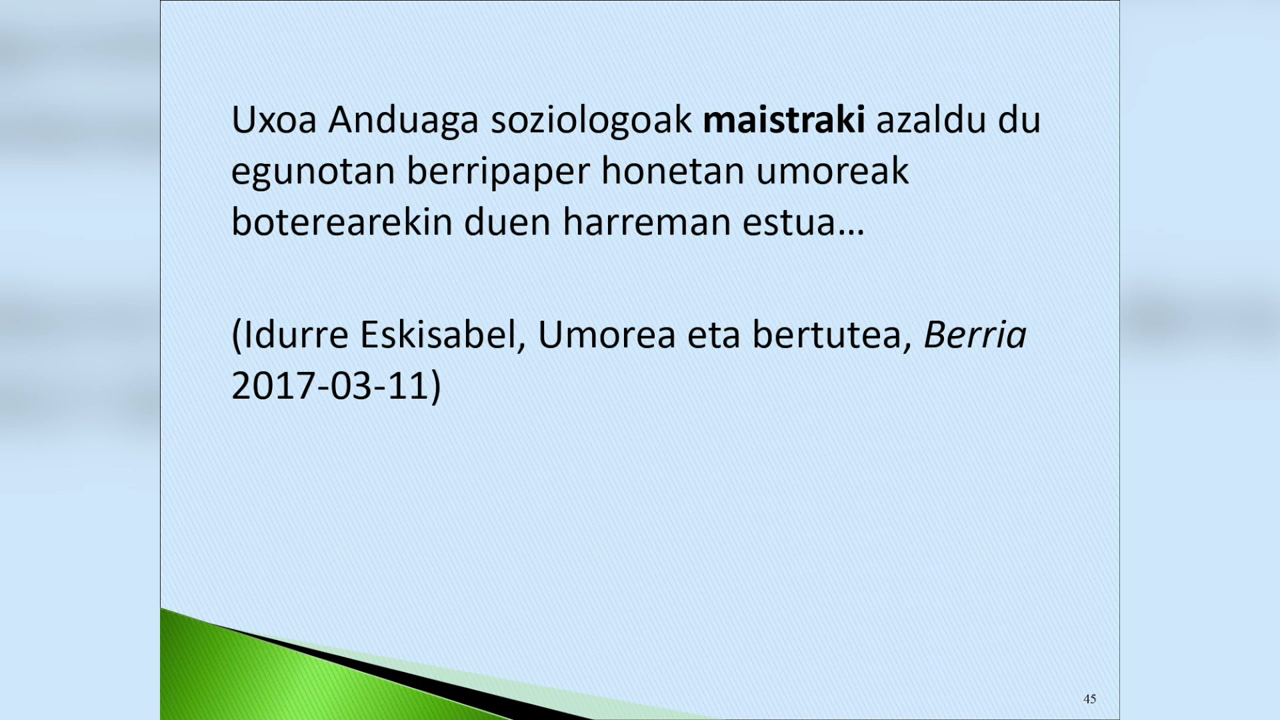 Uxoa Anduaga soziologoak maistraki azaldu du
egunotan berripaper honetan umoreak
boterearekin duen harreman estua…
(Idurre Eskisabel, Umorea eta bertutea, Berria
2017-03-11)
45